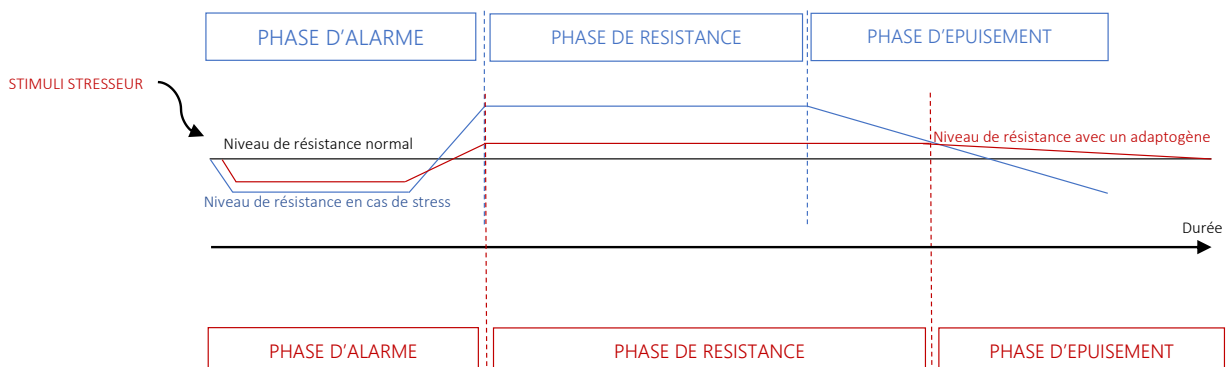 PHASE D'ALARME
PHASE DE RESISTANCE
PHASE D'EPUISEMENT
STIMULI STRESSEUR
Niveau de résistance normal
Niveau de résistance avec un adaptogène
Niveau de résistance en cas de stress
Durée
PHASE D'ALARME
PHASE DE RESISTANCE
PHASE D'EPUISEMENT